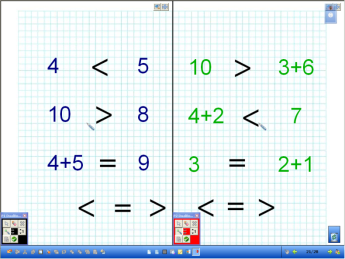 4 < 5
10 > 8
4+5 = 9
< = >
10 > 3+6
4+2 < 7
3 = 2+1
< = >